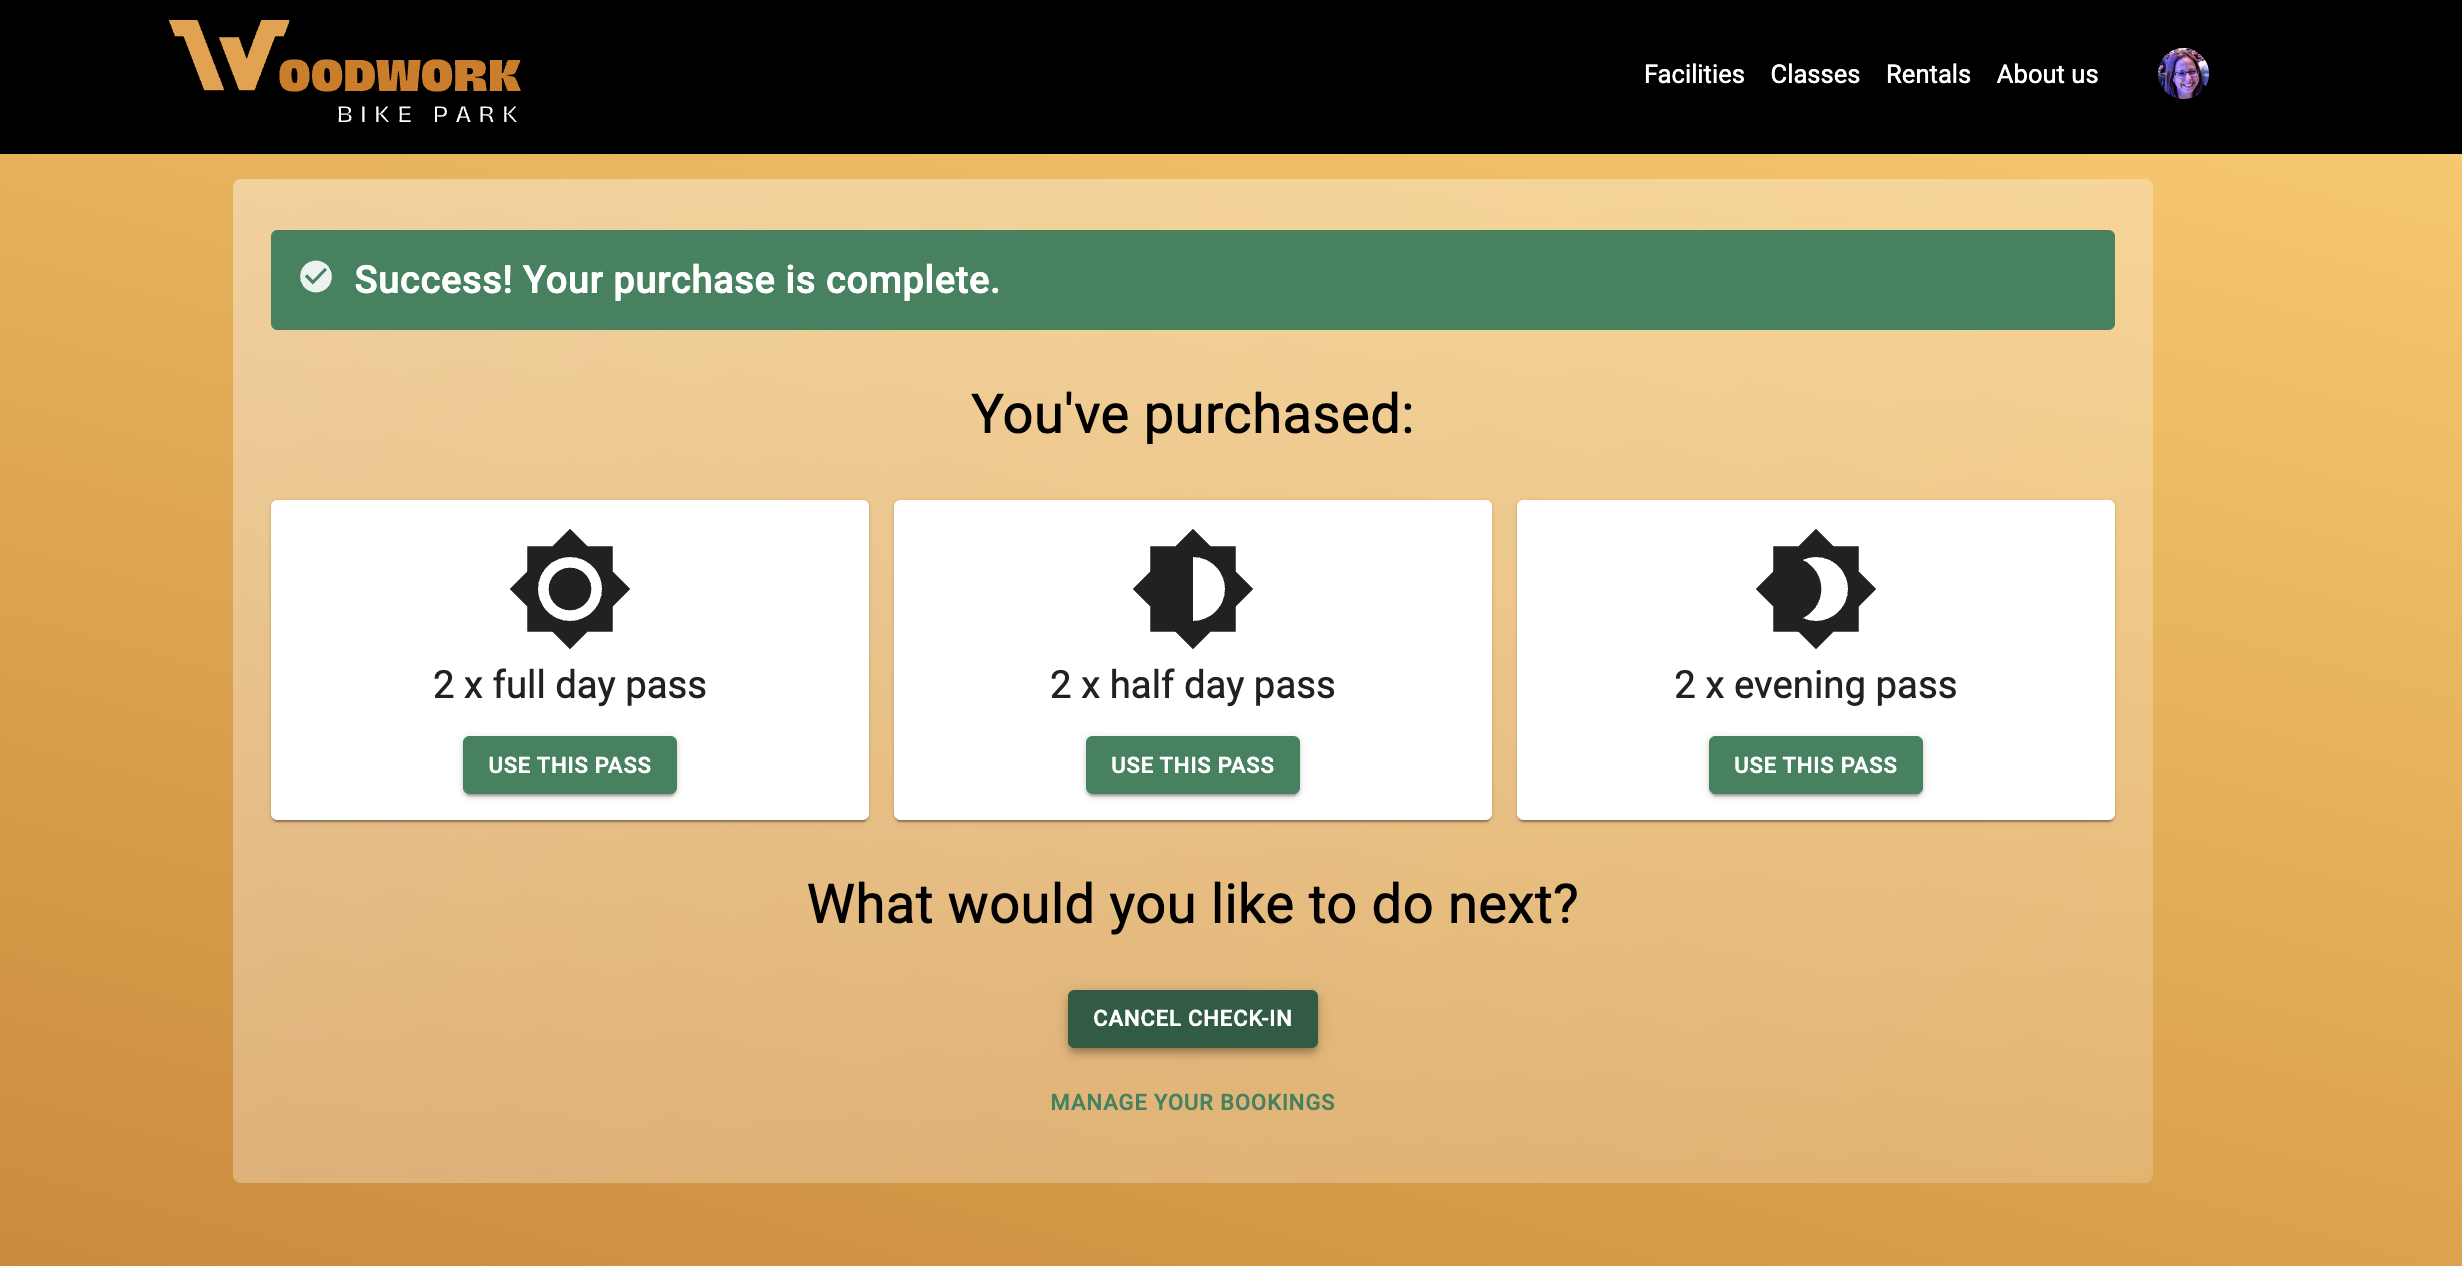 WOODWORK
BIKE PARK
Facilities Classes Rentals About us
Success! Your purchase is complete.
You've purchased:
2 x full day pass
USE THIS PASS
2 x half day pass
USE THIS PASS
2 x evening pass
USE THIS PASS
What would you like to do next?
CANCEL CHECK-IN
MANAGE YOUR BOOKINGS